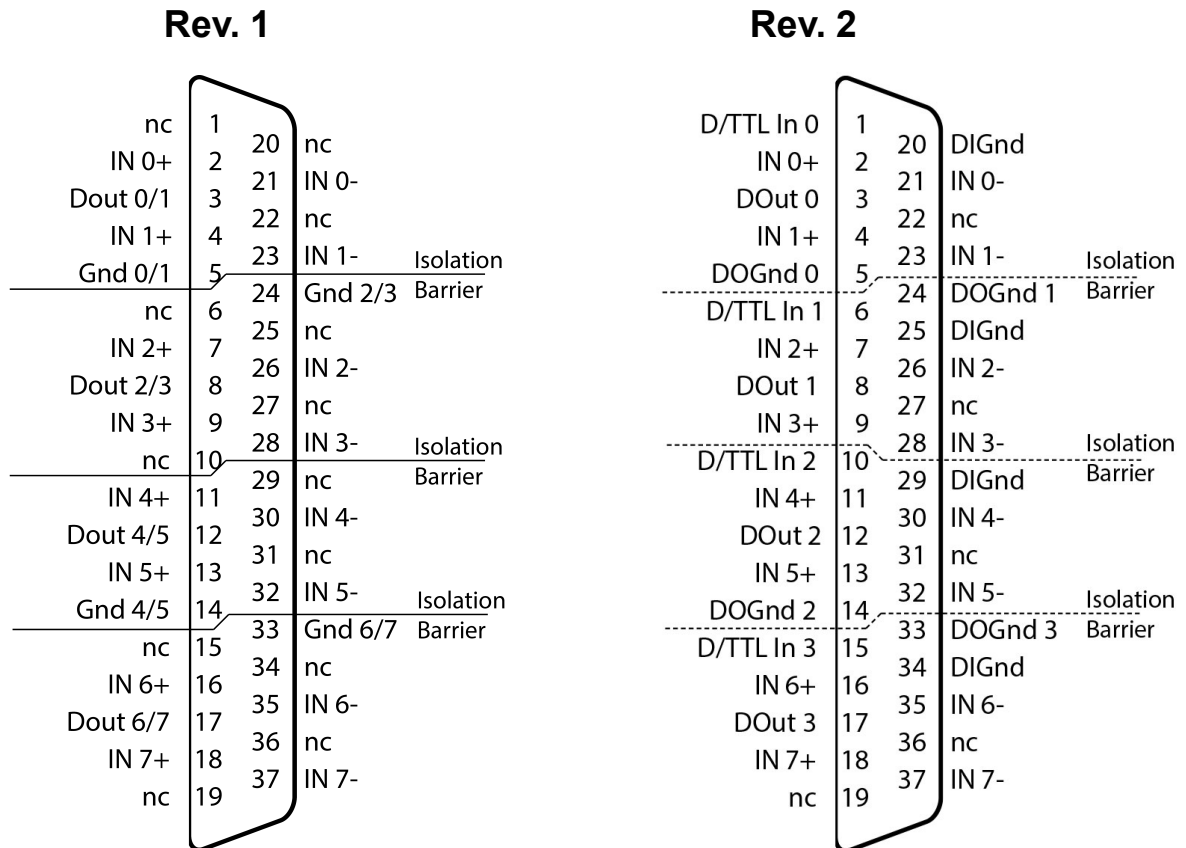 Rev. 1
nc 1
20 nc
IN 0+ 2
21 IN 0-
Dout 0/1 3
22 nc
IN 1+ 4
23 IN 1- Isolation
Gnd 0/1 5
24 Gnd 2/3 Barrier
nc 6
25 nc
IN 2+ 7
26 IN 2-
Dout 2/3 8
27 nc
IN 3+ 9
28 IN 3- Isolation
nc 10
29 nc Barrier
IN 4+ 11
30 IN 4-
Dout 4/5 12
31 nc
IN 5+ 13
32 IN 5- Isolation
Gnd 4/5 14
33 Gnd 6/7 Barrier
nc 15
34 nc
IN 6+ 16
35 IN 6-
Dout 6/7 17
36 nc
IN 7+ 18
37 IN 7-
nc 19
Rev. 2
D/TTL In 0 1
20 DIGnd
IN 0+ 2
21 IN 0-
DOut 0 3
22 nc
IN 1+ 4
23 IN 1- Isolation
DOGnd 0 5
24 DOGnd 1 Barrier
D/TTL In 1 6
25 DIGnd
IN 2+ 7
26 IN 2-
DOut 1 8
27 nc
IN 3+ 9
28 IN 3- Isolation
D/TTL In 2 10
29 DIGnd Barrier
IN 4+ 11
30 IN 4-
DOut 2 12
31 nc
IN 5+ 13
32 IN 5- Isolation
DOGnd 2 14
33 DOGnd 3 Barrier
D/TTL In 3 15
34 DIGnd
IN 6+ 16
35 IN 6-
DOut 3 17
36 nc
IN 7+ 18
37 IN 7-
nc 19